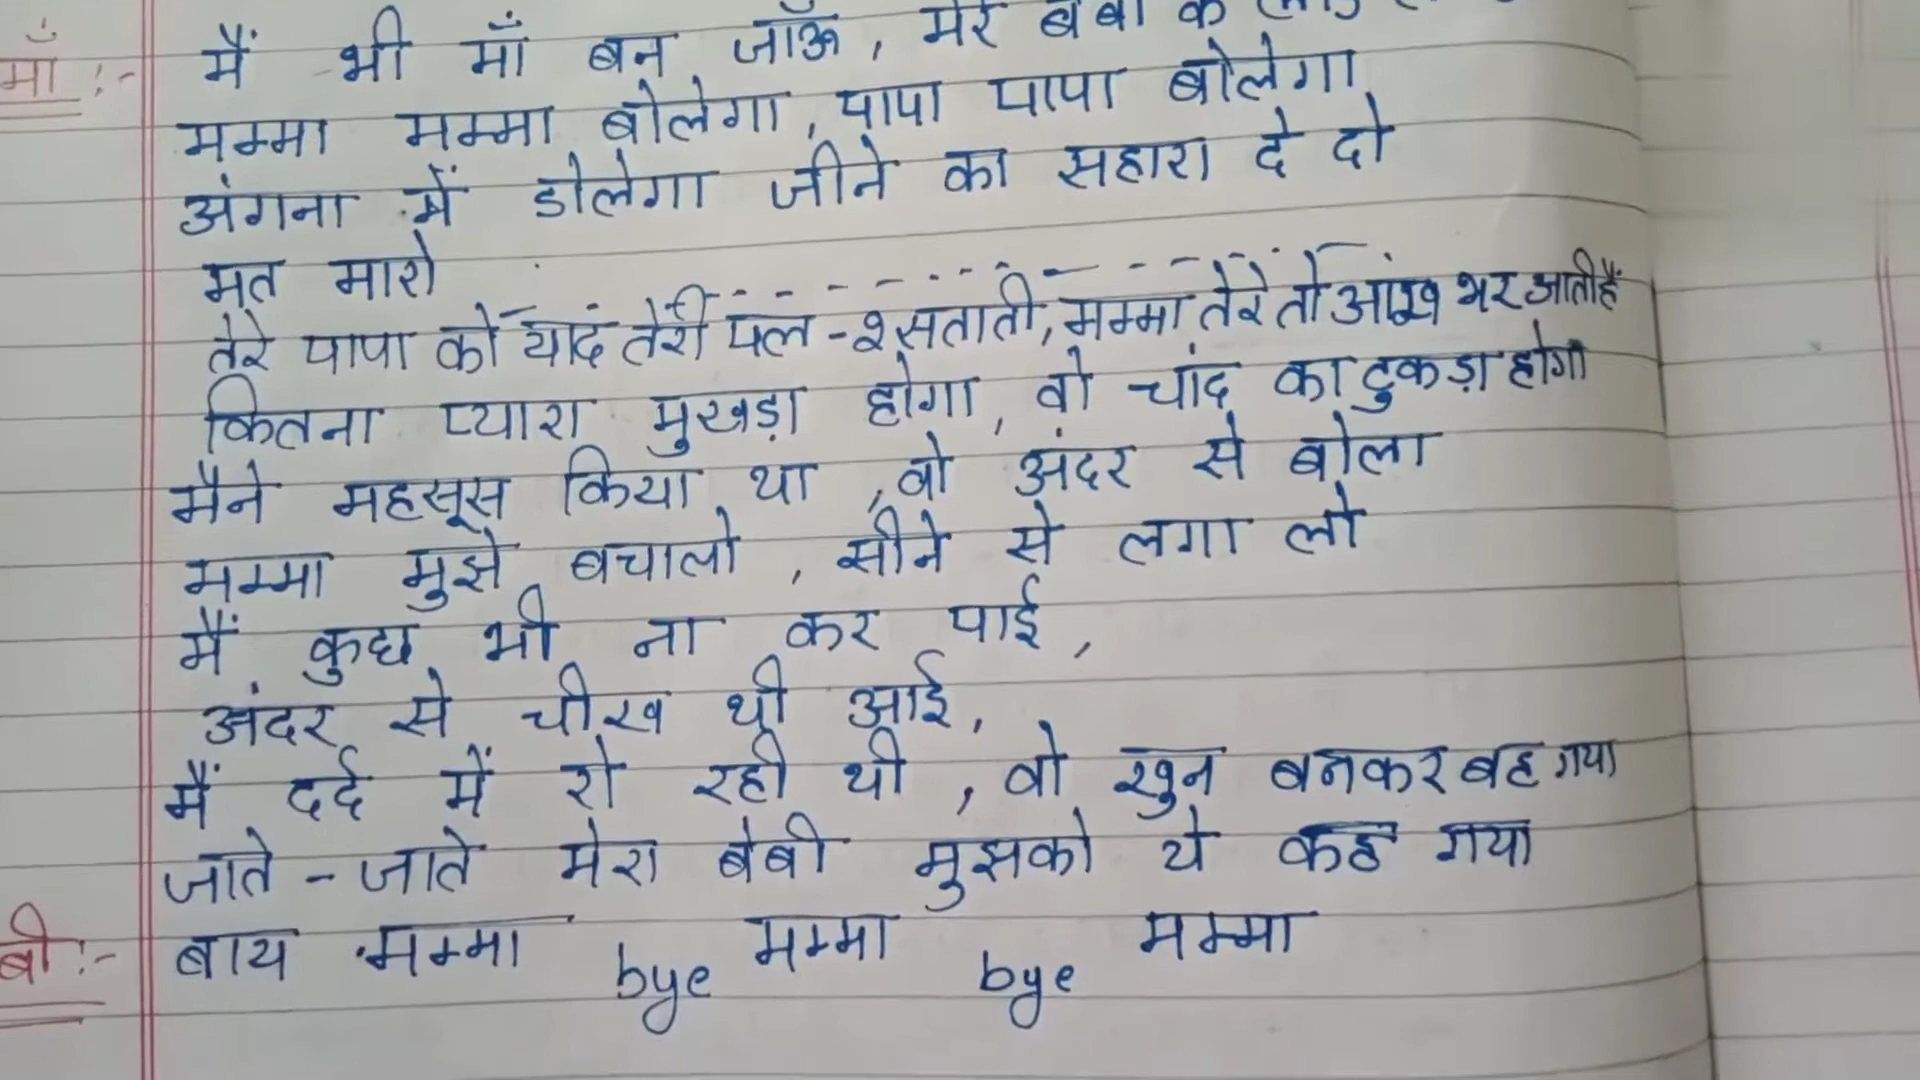 माँ :- मैं भी माँ बन जाऊँ, मेरे बेबी के
मम्मा मम्मा बोलेगा, पापा पापा बोलेगा
अंगना में डोलेगा जीने का सहारा दे दो
मत मारो - - - - - - - - - - - -
तेरे पापा को याद तेरी पल-२ सताती, मम्मा तेरे तो आंख भर आती हैं
कितना प्यारा मुखड़ा होगा, वो चांद का टुकड़ा होगा
मैने महसूस किया था, वो अंदर से बोला
मम्मा मुझे बचालो, सीने से लगा लो
मैं कुछ भी ना कर पाई,
अंदर से चीख थी आई,
मैं दर्द में रो रही थी, वो खुन बनकर बह गया
जाते-जाते मेरा बेबी मुझको ये कह गया
बी :- बाय मम्मा bye मम्मा bye मम्मा